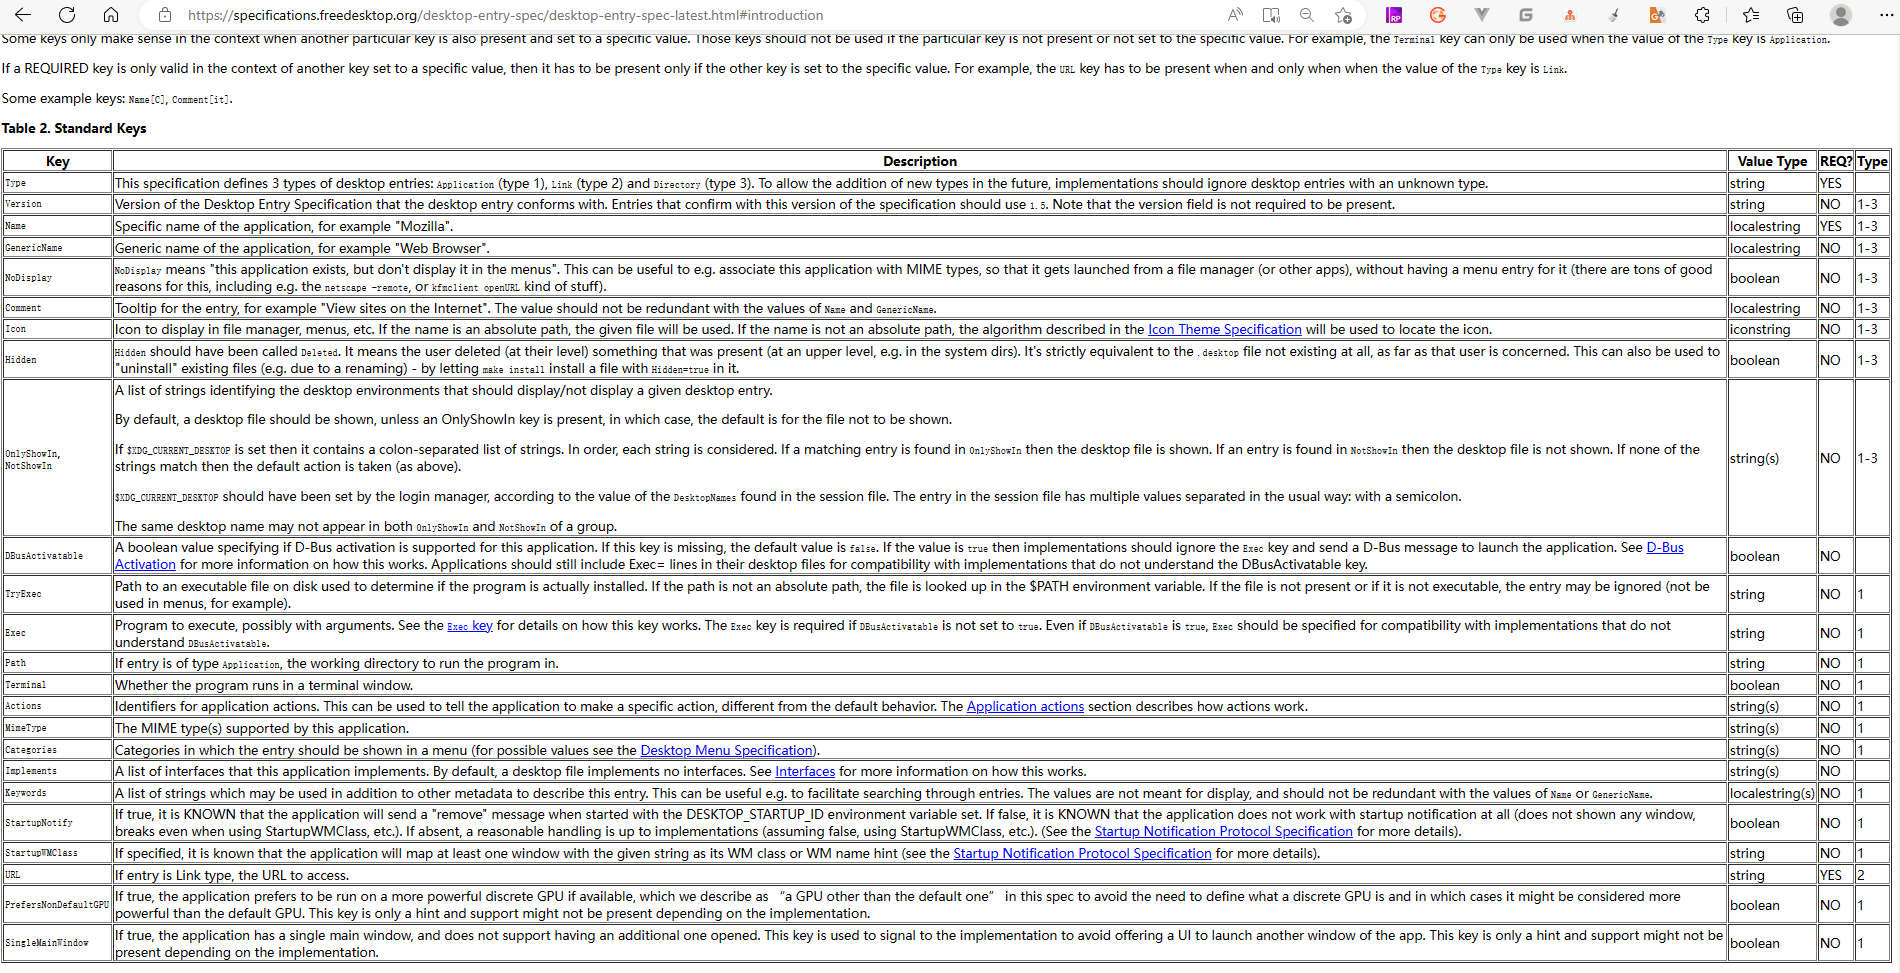 https://specifications.freedesktop.org/desktop-entry-spec/desktop-entry-spec-latest.html#introduction
Some keys only make sense in the context when another particular key is also present and set to a specific value. Those keys should not be used if the particular key is not present or not set to the specific value. For example, the Terminal key can only be used when the value of the Type key is Application.
If a REQUIRED key is only valid in the context of another key set to a specific value, then it has to be present only if the other key is set to the specific value. For example, the URL key has to be present when and only when when the value of the Type key is Link.
Some example keys: Name[C], Comment[it].
Table 2. Standard Keys
Key Description Value Type REQ? Type
Type This specification defines 3 types of desktop entries: Application (type 1), Link (type 2) and Directory (type 3). To allow the addition of new types in the future, implementations should ignore desktop entries with an unknown type. string YES
Version Version of the Desktop Entry Specification that the desktop entry conforms with. Entries that confirm with this version of the specification should use 1.5. Note that the version field is not required to be present. string NO 1-3
Name Specific name of the application, for example "Mozilla". localestring YES 1-3
GenericName Generic name of the application, for example "Web Browser". localestring NO 1-3
NoDisplay NoDisplay means "this application exists, but don't display it in the menus". This can be useful to e.g. associate this application with MIME types, so that it gets launched from a file manager (or other apps), without having a menu entry for it (there are tons of good
reasons for this, including e.g. the netscape -remote, or kfmclient openURL kind of stuff). boolean NO 1-3
Comment Tooltip for the entry, for example "View sites on the Internet". The value should not be redundant with the values of Name and GenericName. localestring NO 1-3
Icon Icon to display in file manager, menus, etc. If the name is an absolute path, the given file will be used. If the name is not an absolute path, the algorithm described in the Icon Theme Specification will be used to locate the icon. iconstring NO 1-3
Hidden Hidden should have been called Deleted. It means the user deleted (at their level) something that was present (at an upper level, e.g. in the system dirs). It's strictly equivalent to the .desktop file not existing at all, as far as that user is concerned. This can also be used to
"uninstall" existing files (e.g. due to a renaming) - by letting make install install a file with Hidden=true in it. boolean NO 1-3
A list of strings identifying the desktop environments that should display/not display a given desktop entry.
By default, a desktop file should be shown, unless an OnlyShowIn key is present, in which case, the default is for the file not to be shown.
OnlyShowIn, If $XDG_CURRENT_DESKTOP is set then it contains a colon-separated list of strings. In order, each string is considered. If a matching entry is found in OnlyShowIn then the desktop file is shown. If an entry is found in NotShowIn then the desktop file is not shown. If none of the
NotShowIn strings match then the default action is taken (as above). string(s) NO 1-3
$XDG_CURRENT_DESKTOP should have been set by the login manager, according to the value of the DesktopNames found in the session file. The entry in the session file has multiple values separated in the usual way: with a semicolon.
The same desktop name may not appear in both OnlyShowIn and NotShowIn of a group.
DBusActivatable A boolean value specifying if D-Bus activation is supported for this application. If this key is missing, the default value is false. If the value is true then implementations should ignore the Exec key and send a D-Bus message to launch the application. See D-Bus
Activation for more information on how this works. Applications should still include Exec= lines in their desktop files for compatibility with implementations that do not understand the DBusActivatable key. boolean NO
TryExec Path to an executable file on disk used to determine if the program is actually installed. If the path is not an absolute path, the file is looked up in the $PATH environment variable. If the file is not present or if it is not executable, the entry may be ignored (not be
used in menus, for example). string NO 1
Exec Program to execute, possibly with arguments. See the Exec key for details on how this key works. The Exec key is required if DBusActivatable is not set to true. Even if DBusActivatable is true, Exec should be specified for compatibility with implementations that do not
understand DBusActivatable. string NO 1
Path If entry is of type Application, the working directory to run the program in. string NO 1
Terminal Whether the program runs in a terminal window. boolean NO 1
Actions Identifiers for application actions. This can be used to tell the application to make a specific action, different from the default behavior. The Application actions section describes how actions work. string(s) NO 1
MimeType The MIME type(s) supported by this application. string(s) NO 1
Categories Categories in which the entry should be shown in a menu (for possible values see the Desktop Menu Specification). string(s) NO 1
Implements A list of interfaces that this application implements. By default, a desktop file implements no interfaces. See Interfaces for more information on how this works. string(s) NO
Keywords A list of strings which may be used in addition to other metadata to describe this entry. This can be useful e.g. to facilitate searching through entries. The values are not meant for display, and should not be redundant with the values of Name or GenericName. localestring(s) NO 1
StartupNotify If true, it is KNOWN that the application will send a "remove" message when started with the DESKTOP_STARTUP_ID environment variable set. If false, it is KNOWN that the application does not work with startup notification at all (does not shown any window,
breaks even when using StartupWMClass, etc.). If absent, a reasonable handling is up to implementations (assuming false, using StartupWMClass, etc.). (See the Startup Notification Protocol Specification for more details). boolean NO 1
StartupWMClass If specified, it is known that the application will map at least one window with the given string as its WM class or WM name hint (see the Startup Notification Protocol Specification for more details). string NO 1
URL If entry is Link type, the URL to access. string YES 2
PrefersNonDefaultGPU If true, the application prefers to be run on a more powerful discrete GPU if available, which we describe as “a GPU other than the default one” in this spec to avoid the need to define what a discrete GPU is and in which cases it might be considered more
powerful than the default GPU. This key is only a hint and support might not be present depending on the implementation. boolean NO 1
SingleMainWindow If true, the application has a single main window, and does not support having an additional one opened. This key is used to signal to the implementation to avoid offering a UI to launch another window of the app. This key is only a hint and support might not be
present depending on the implementation. boolean NO 1